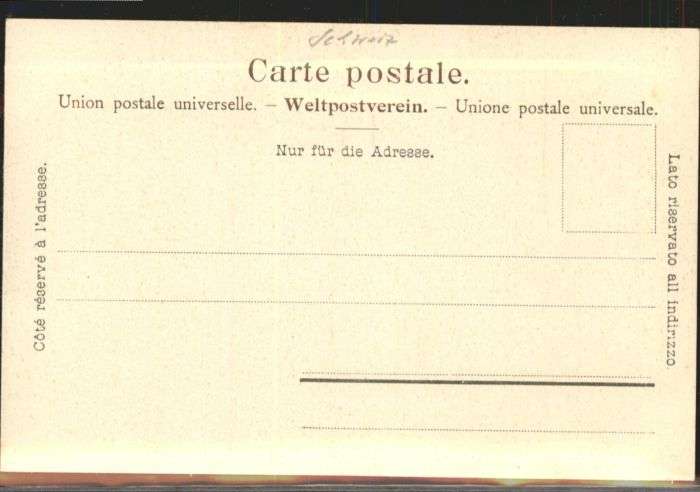 Schweiz
Carte postale.
Union postale universelle. – Weltpostverein. – Unione postale universale.
Nur für die Adresse.
Côté réservé à l'adresse.
Lato riservato all indirizzo.